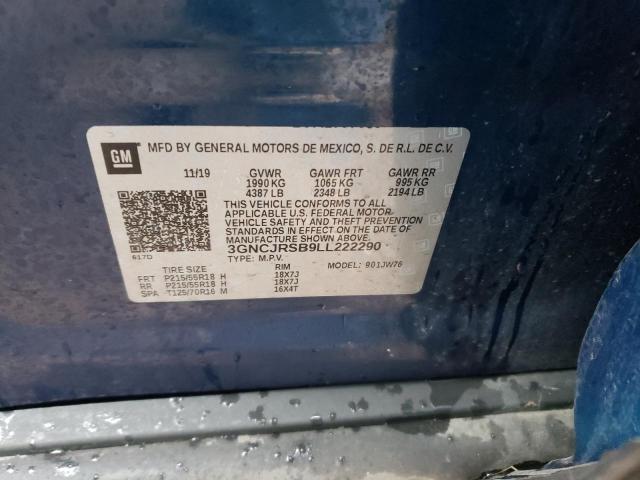 GM
MFD BY GENERAL MOTORS DE MEXICO, S. DE R.L. DE C.V.
11/19 GVWR GAWR FRT GAWR RR
1990 KG 1065 KG 995 KG
4387 LB 2348 LB 2194 LB
THIS VEHICLE CONFORMS TO ALL
APPLICABLE U.S. FEDERAL MOTOR
VEHICLE SAFETY AND THEFT PREVENTION
STANDARDS IN EFFECT ON THE DATE OF
MANUFACTURE SHOWN ABOVE.
3GNCJRSB9LL222290
617D TYPE: M.P.V. MODEL: 901JW76
TIRE SIZE RIM
FRT P215/55R18 H 18X7J
RR P215/55R18 H 18X7J
SPA T125/70R16 M 16X4T